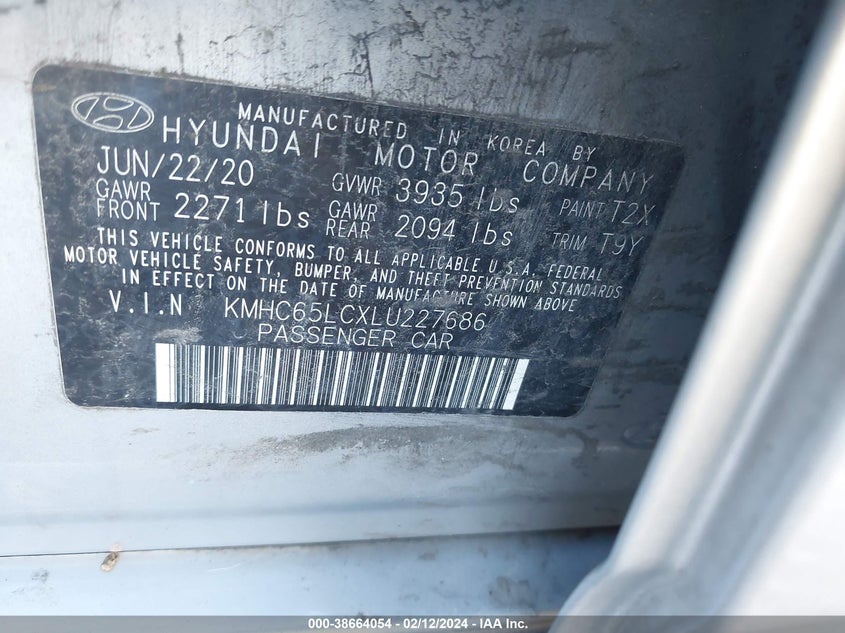 MANUFACTURED IN KOREA BY
HYUNDAI MOTOR COMPANY
JUN/22/20 GVWR 3935 lbs PAINT T2X
GAWR FRONT 2271 lbs GAWR REAR 2094 lbs TRIM T9Y
THIS VEHICLE CONFORMS TO ALL APPLICABLE U.S.A. FEDERAL
MOTOR VEHICLE SAFETY, BUMPER, AND THEFT PREVENTION STANDARDS
IN EFFECT ON THE DATE OF MANUFACTURE SHOWN ABOVE
V.I.N KMHC65LCXLU227686
PASSENGER CAR
000-38664054 - 02/12/2024 - IAA Inc.